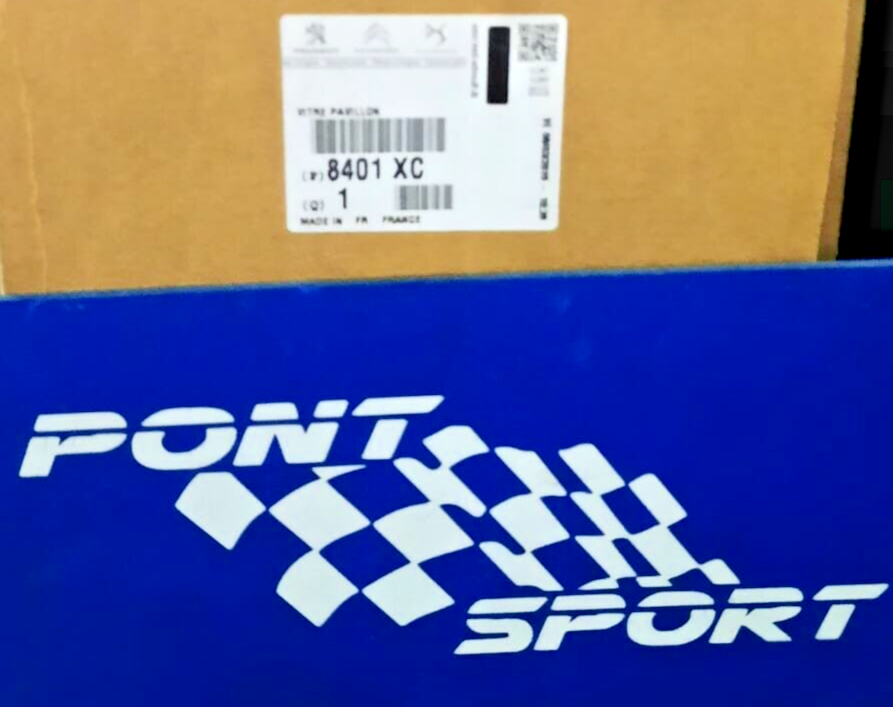 VITRE PAVILLON
(P) 8401 XC
(Q) 1
MADE IN FR FRANCE
PONT
SPORT